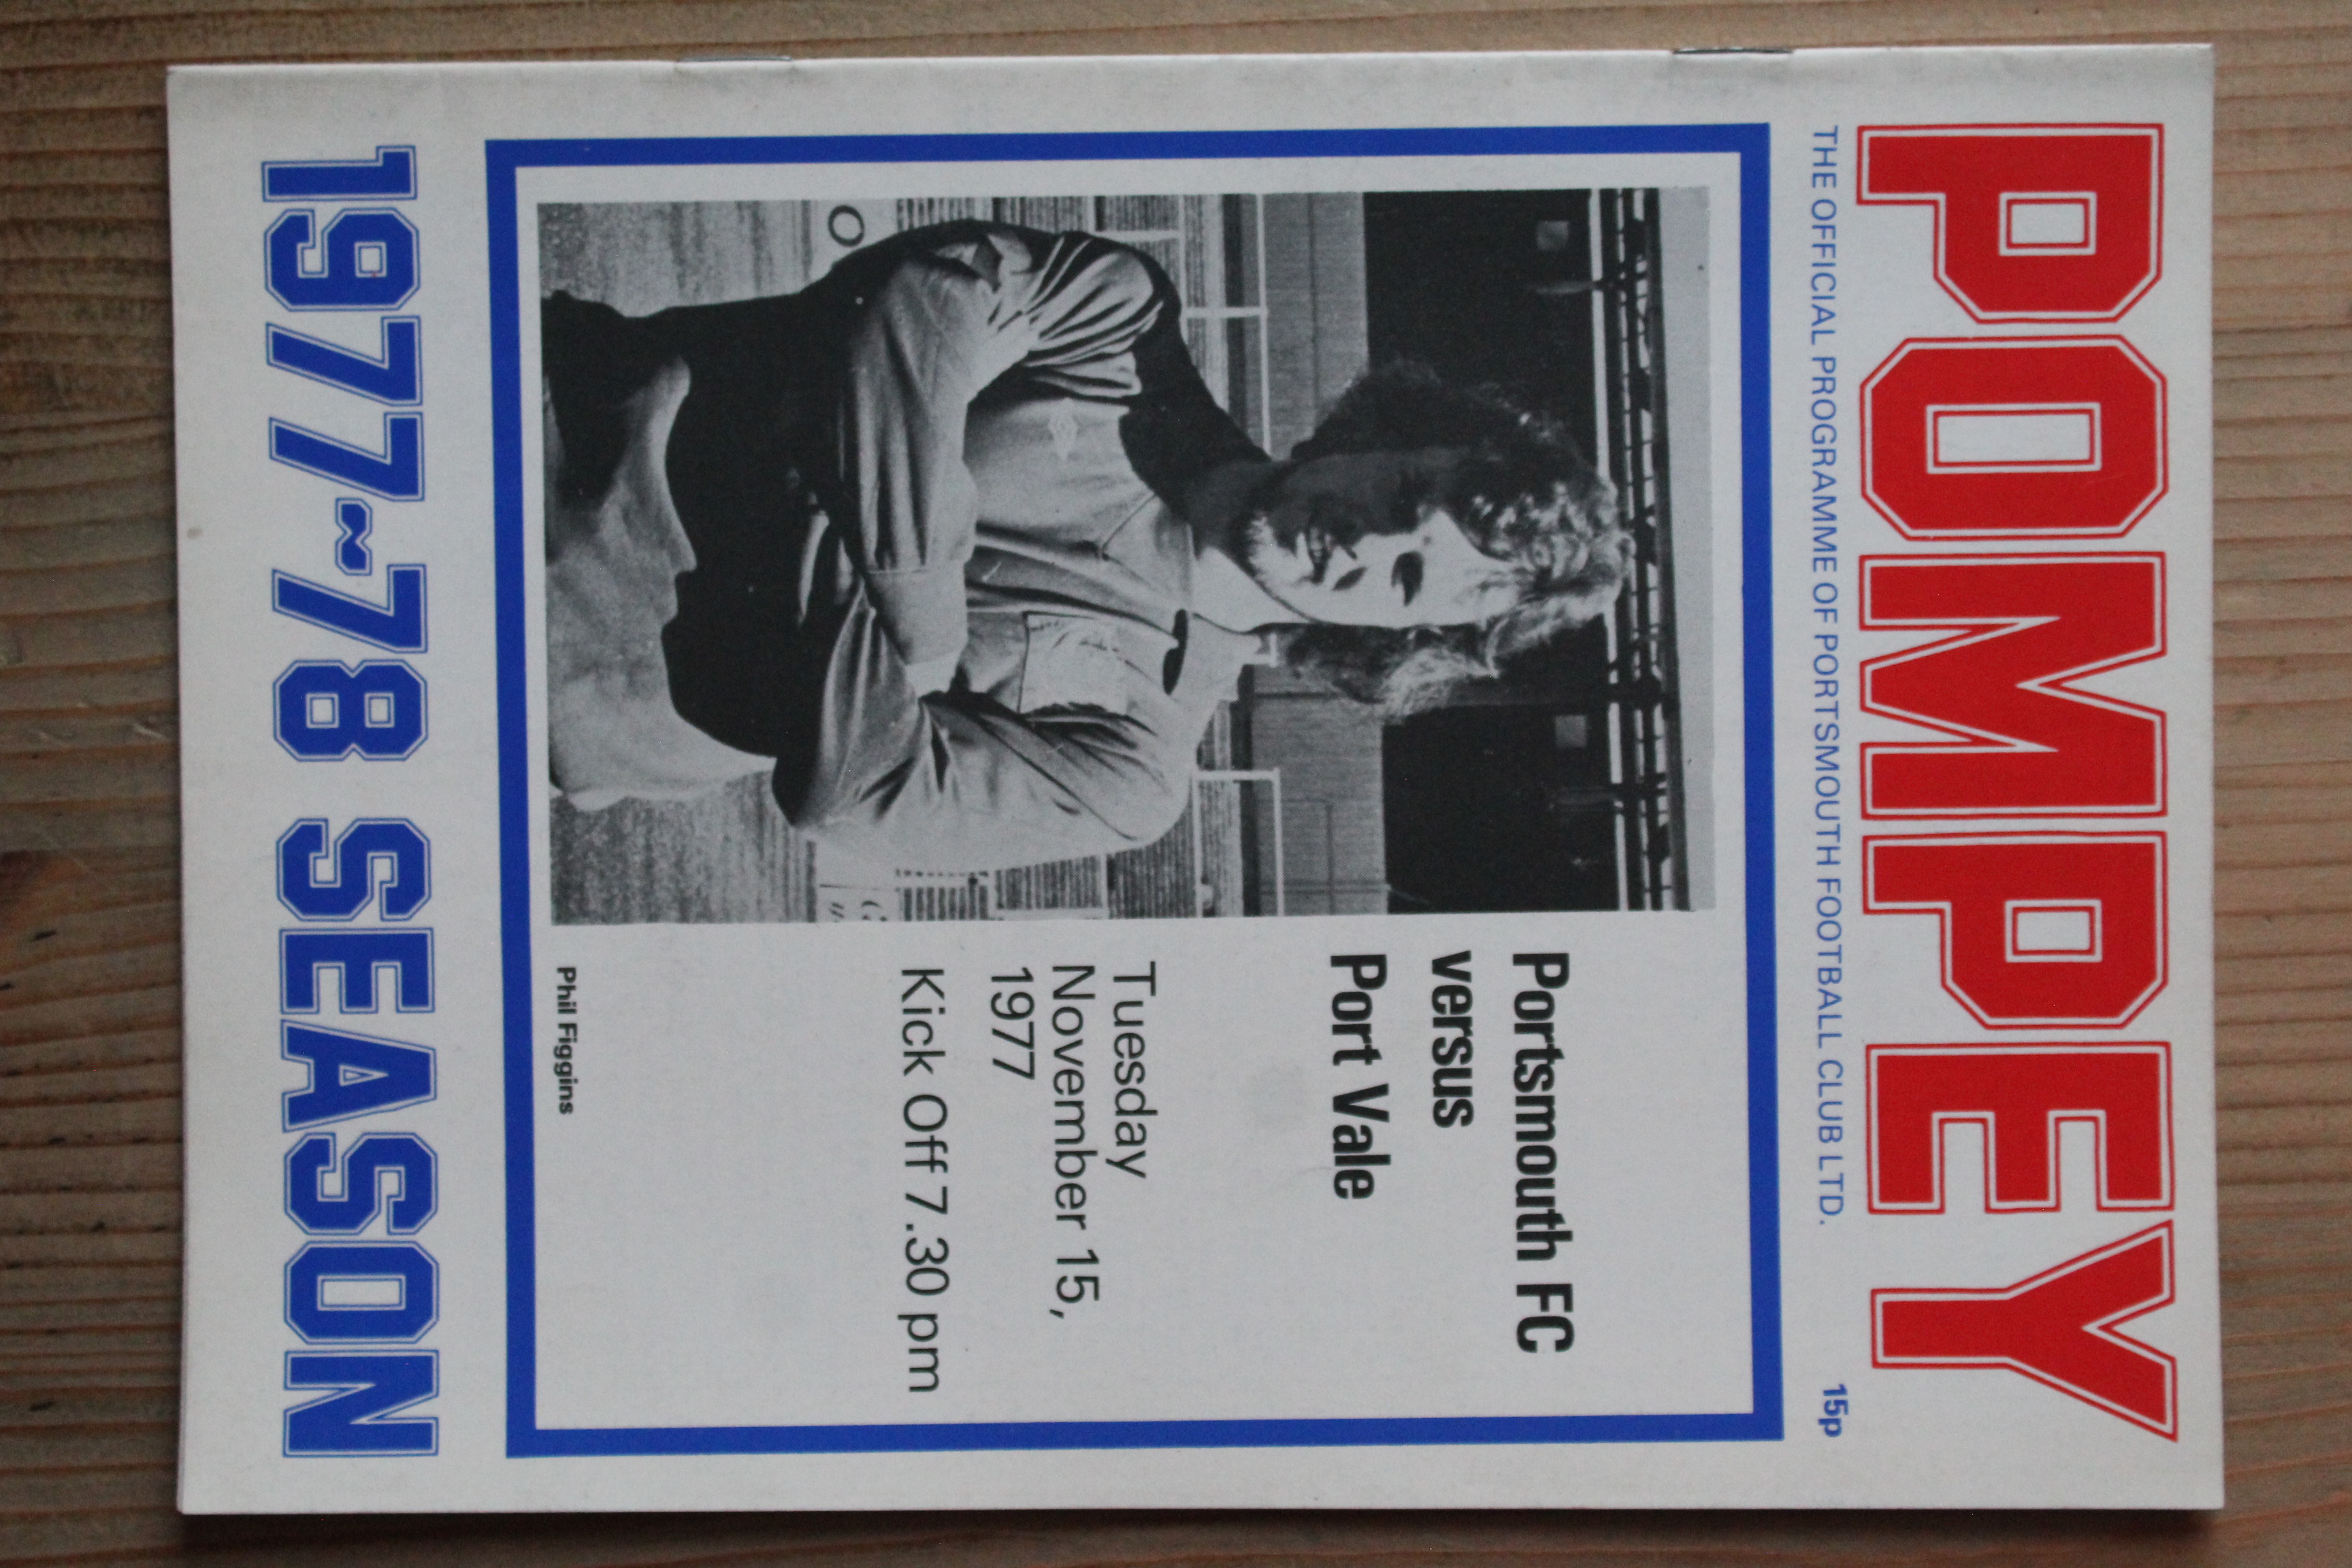 POMPEY
THE OFFICIAL PROGRAMME OF PORTSMOUTH FOOTBALL CLUB LTD.
15p
Portsmouth FC
versus
Port Vale
Tuesday
November 15,
1977
Kick Off 7.30 pm
Phil Figgins
1977-78 SEASON